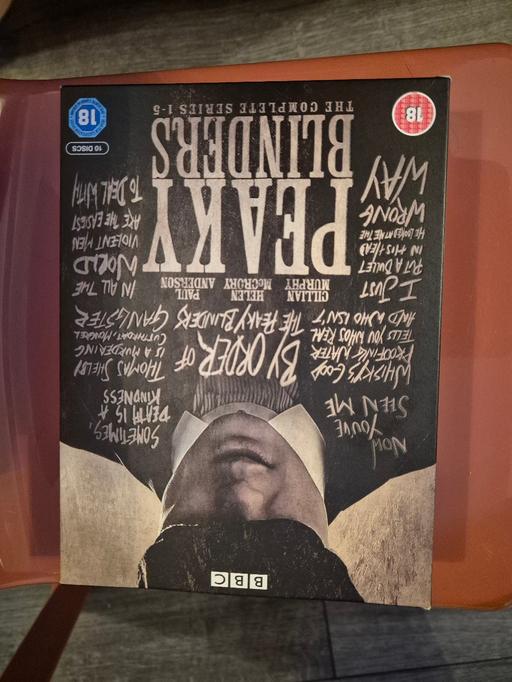 BBC
NOW
YOU'VE
SEEN ME
SOMETIMES,
DEATH IS A
KINDNESS
WHISKY'S GOOD
PROOFING WATER
TELLS YOU WHO'S REAL
AND WHO ISN'T
BY ORDER OF
THE PEAKY BLINDERS
THOMAS SHELBY
IS A MURDERING
CUTTHROAT, MONGREL
GANGSTER
I JUST
PUT A BULLET
IN HIS HEAD
HE LOOKED AT ME THE
WRONG
WAY
CILLIAN MURPHY
HELEN McCRORY
PAUL ANDERSON
IN ALL THE
WORLD
VIOLENT MEN
ARE THE EASIEST
TO DEAL WITH
PEAKY
BLINDERS
THE COMPLETE SERIES 1-5
18
10 DISCS
18